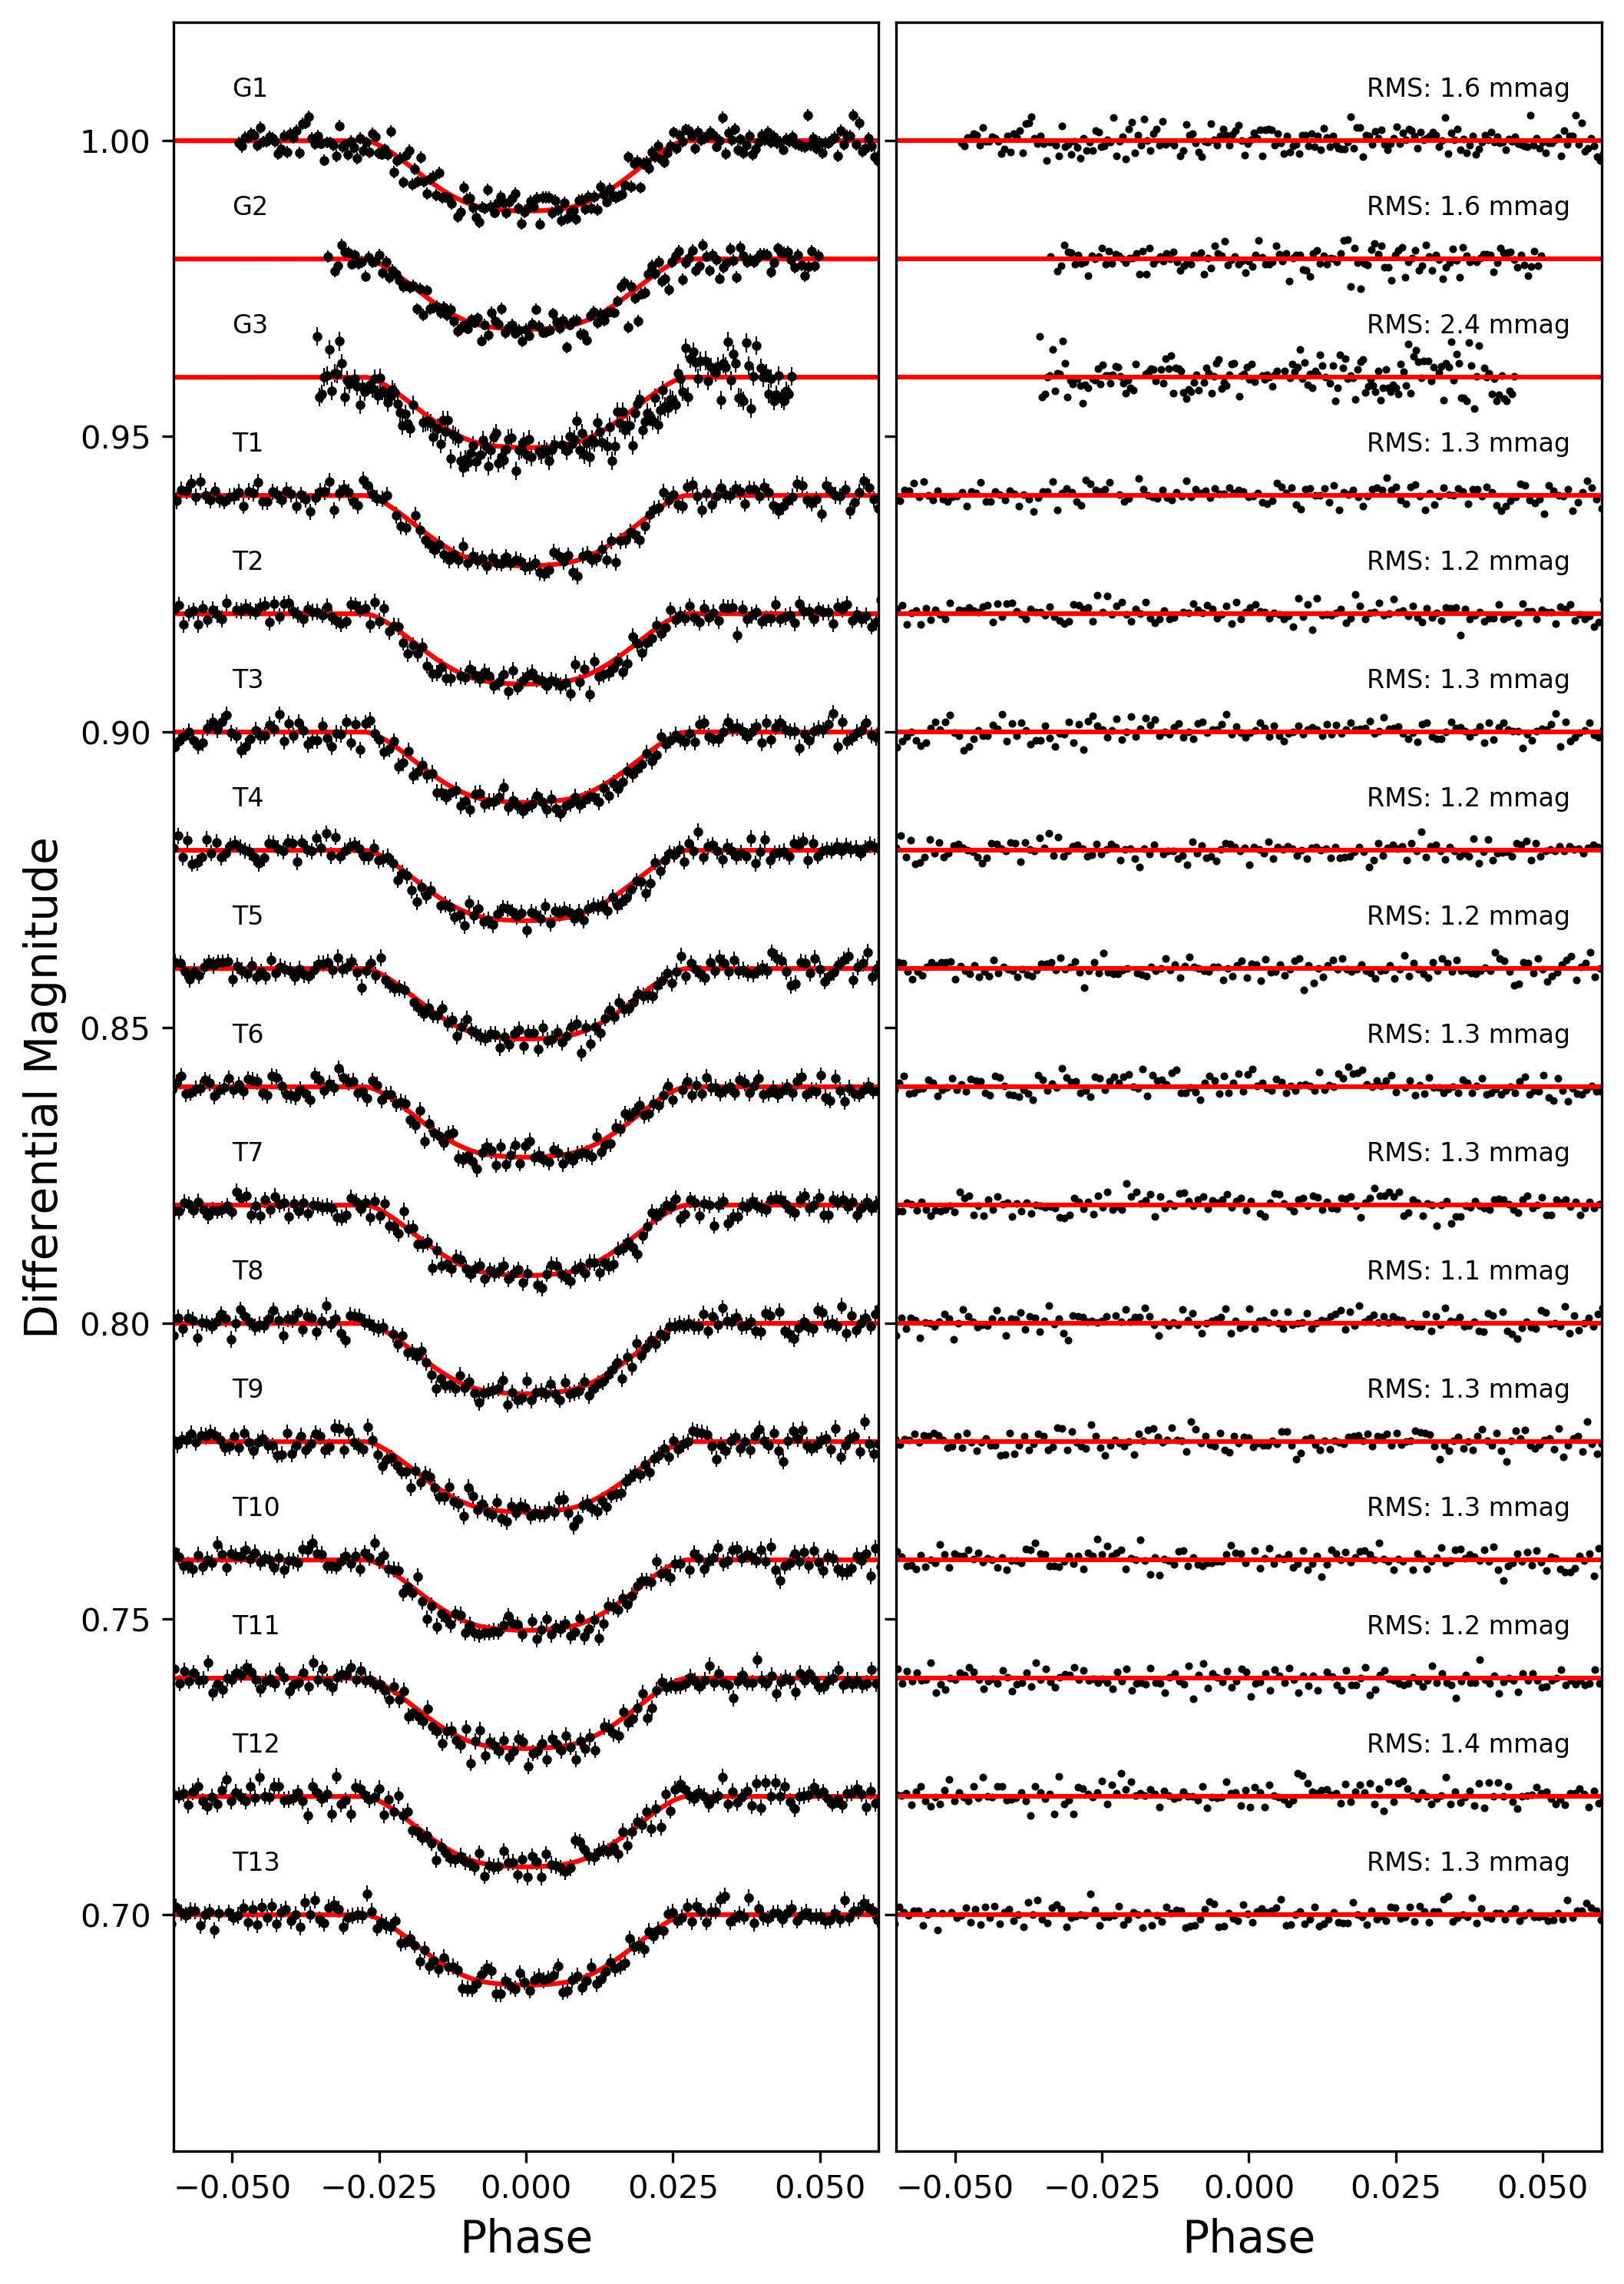 G1
RMS: 1.6 mmag
1.00
G2
RMS: 1.6 mmag
G3
RMS: 2.4 mmag
0.95
T1
RMS: 1.3 mmag
T2
RMS: 1.2 mmag
T3
RMS: 1.3 mmag
0.90
T4
RMS: 1.2 mmag
T5
RMS: 1.2 mmag
0.85
T6
RMS: 1.3 mmag
T7
RMS: 1.3 mmag
T8
RMS: 1.1 mmag
0.80
T9
RMS: 1.3 mmag
T10
RMS: 1.3 mmag
0.75
T11
RMS: 1.2 mmag
T12
RMS: 1.4 mmag
T13
RMS: 1.3 mmag
0.70
Differential Magnitude
−0.050 −0.025 0.000 0.025 0.050
−0.050 −0.025 0.000 0.025 0.050
Phase
Phase